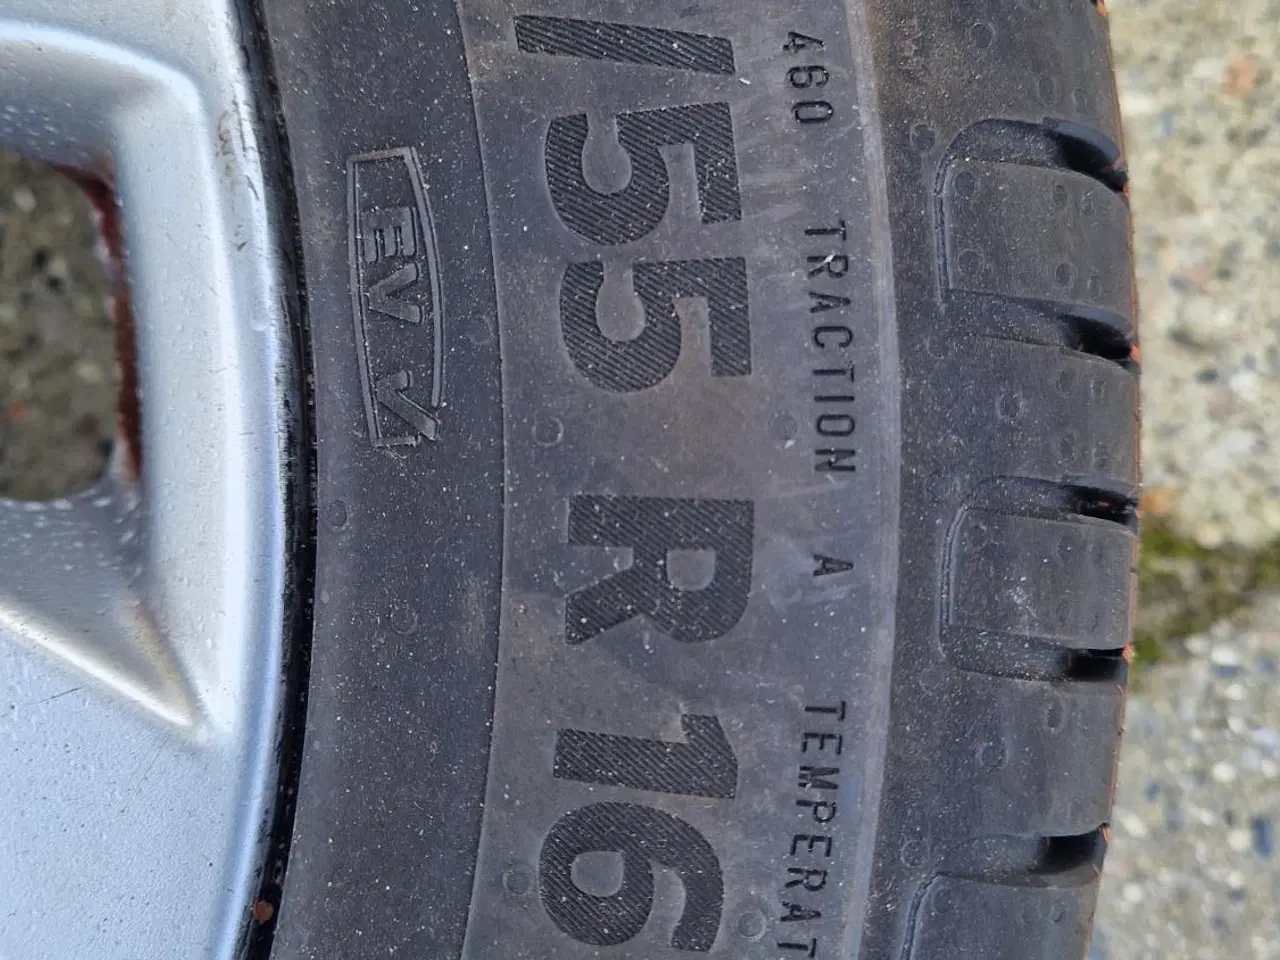 460 TRACTION A TEMPERAT
/55 R16
EV √